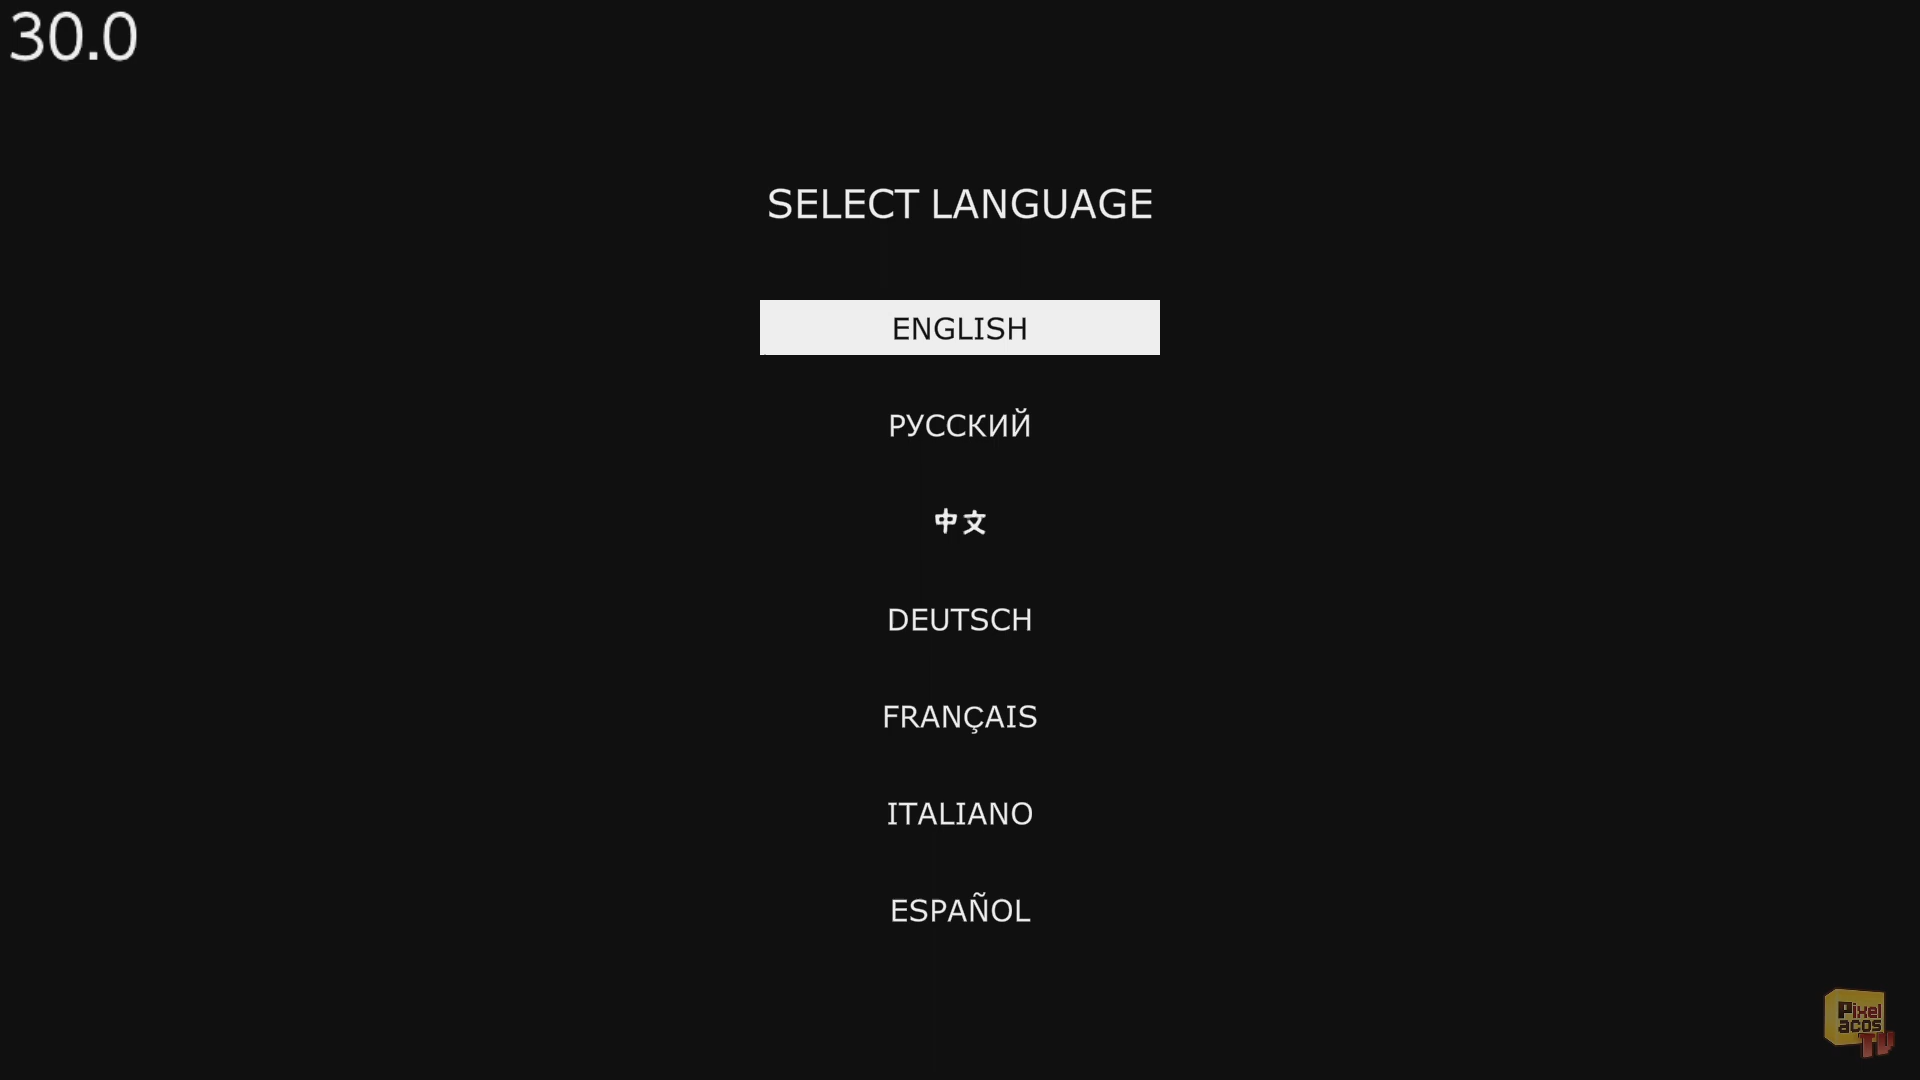 30.0
SELECT LANGUAGE
ENGLISH
РУССКИЙ
中文
DEUTSCH
FRANÇAIS
ITALIANO
ESPAÑOL
Pixel
acos
TV